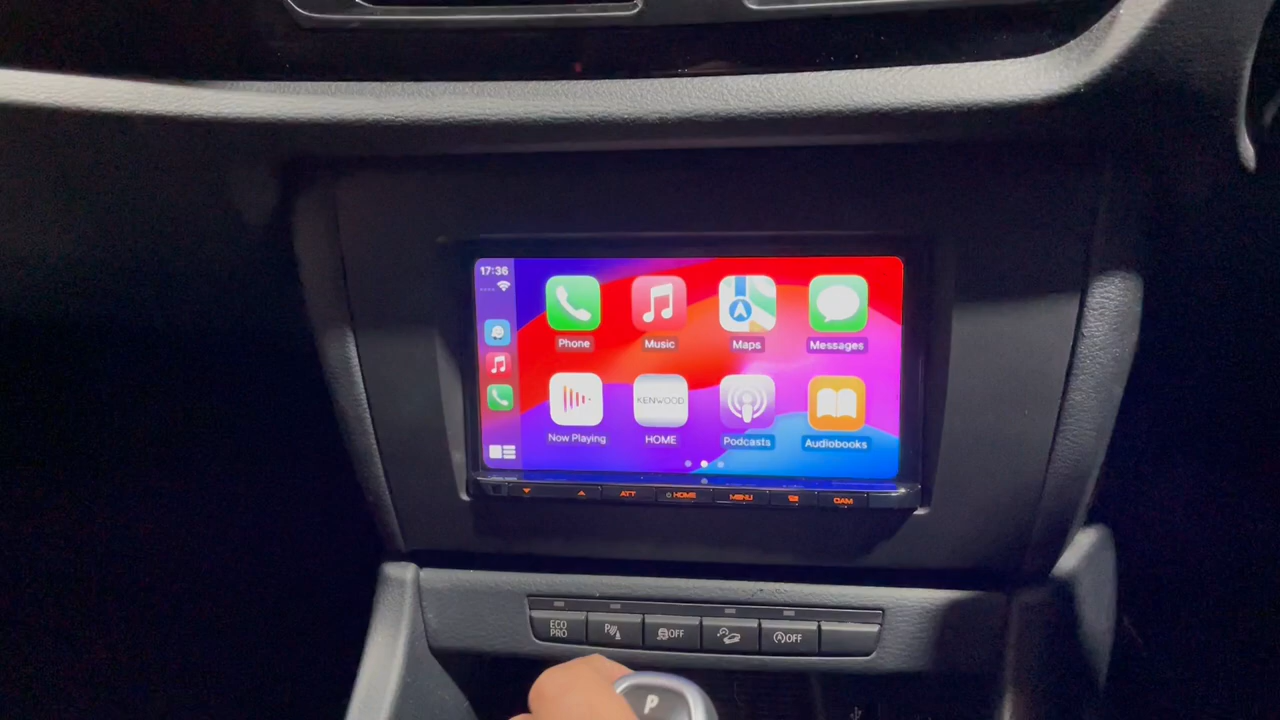 17:36
Phone
Music
Maps
Messages
KENWOOD
Now Playing
HOME
Podcasts
Audiobooks
ATT
HOME
MENU
CAM
ECO
PRO
P
OFF
OFF
P